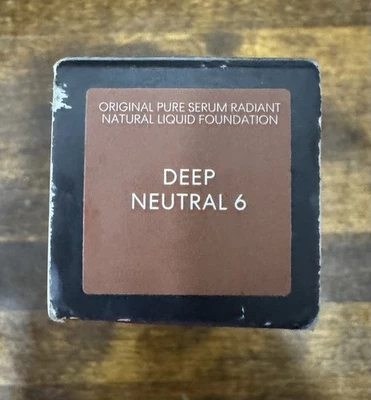 ORIGINAL PURE SERUM RADIANT
NATURAL LIQUID FOUNDATION
DEEP
NEUTRAL 6